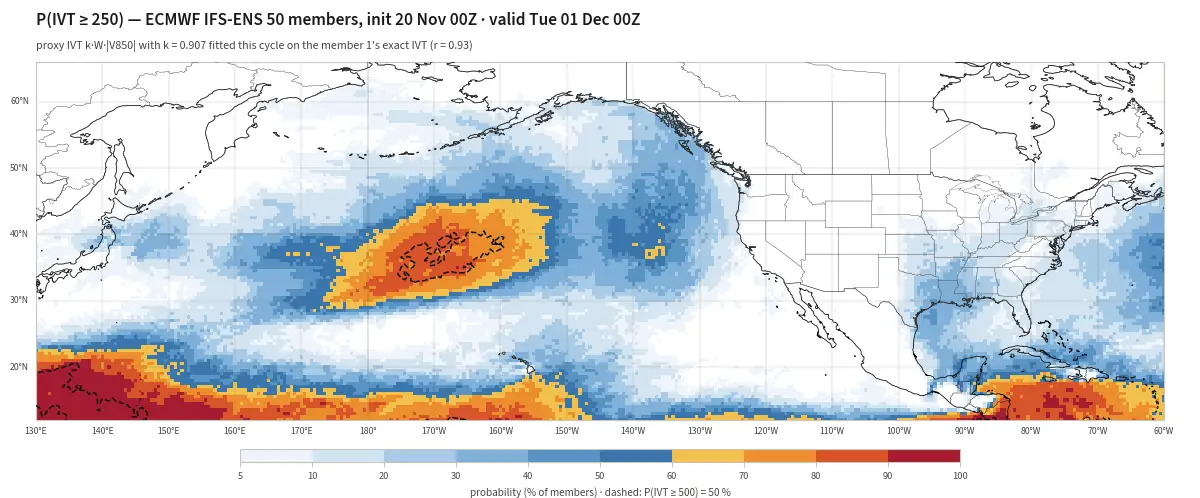 P(IVT ≥ 250) — ECMWF IFS-ENS 50 members, init 20 Nov 00Z · valid Tue 01 Dec 00Z
proxy IVT k·W·|V850| with k = 0.907 fitted this cycle on the member 1's exact IVT (r = 0.93)
60°N
50°N
40°N
30°N
20°N
130°E 140°E 150°E 160°E 170°E 180° 170°W 160°W 150°W 140°W 130°W 120°W 110°W 100°W 90°W 80°W 70°W 60°W
5 10 20 30 40 50 60 70 80 90 100
probability (% of members) · dashed: P(IVT ≥ 500) = 50 %